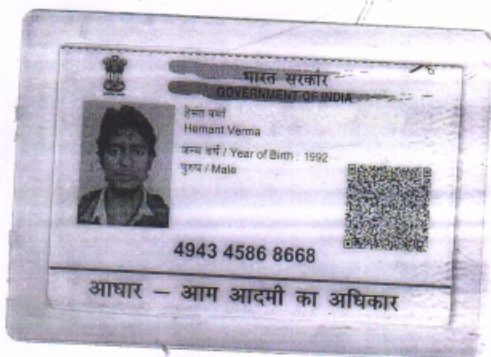 भारत सरकार
GOVERNMENT OF INDIA
हेमंत वर्मा
Hemant Verma
जन्म वर्ष / Year of Birth : 1992
पुरुष / Male
4943 4586 8668
आधार – आम आदमी का अधिकार